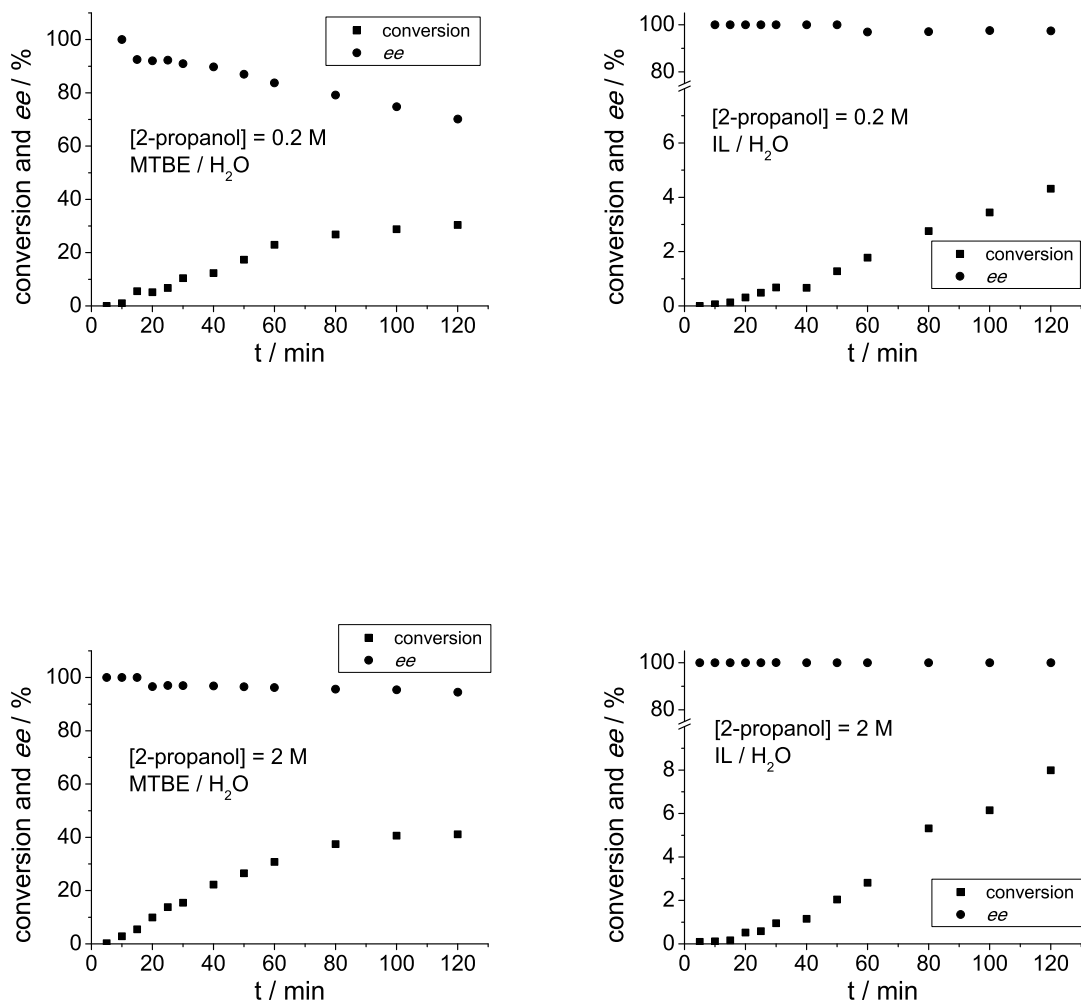 conversion
ee
100
80
60
40
20
0
conversion and ee / %
[2-propanol] = 0.2 M
MTBE / H₂O
0 20 40 60 80 100 120
t / min
100
80
6
4
2
0
conversion and ee / %
[2-propanol] = 0.2 M
IL / H₂O
conversion
ee
0 20 40 60 80 100 120
t / min
conversion
ee
100
80
60
40
20
0
conversion and ee / %
[2-propanol] = 2 M
MTBE / H₂O
0 20 40 60 80 100 120
t / min
100
80
8
6
4
2
0
conversion and ee / %
[2-propanol] = 2 M
IL / H₂O
conversion
ee
0 20 40 60 80 100 120
t / min